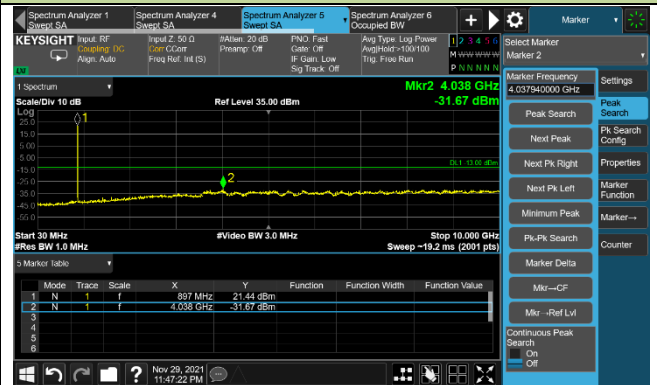 Spectrum Analyzer 1
Swept SA
Spectrum Analyzer 4
Swept SA
Spectrum Analyzer 5
Swept SA
Spectrum Analyzer 6
Occupied BW
Marker
KEYSIGHT
Input: RF
Coupling: DC
Align: Auto
Input Z: 50 Ω
Corr CCorr
Freq Ref: Int (S)
#Atten: 20 dB
Preamp: Off
PNO: Fast
Gate: Off
IF Gain: Low
Sig Track: Off
Avg Type: Log Power
Avg|Hold:>100/100
Trig: Free Run
1 2 3 4 5 6
M W W W W W
P N N N N N
LXI
Select Marker
Marker 2
1 Spectrum
Mkr2 4.038 GHz
-31.67 dBm
Scale/Div 10 dB
Ref Level 35.00 dBm
Log
25.0
15.0
5.00
-5.00
-15.0
-25.0
-35.0
-45.0
-55.0
1
2
DL1 -13.00 dBm
Start 30 MHz
#Video BW 3.0 MHz
Stop 10.000 GHz
#Res BW 1.0 MHz
Sweep ~19.2 ms (2001 pts)
5 Marker Table
Mode Trace Scale X Y Function Function Width Function Value
1 N 1 f 897 MHz 21.44 dBm
2 N 1 f 4.038 GHz -31.67 dBm
3
4
5
6
Marker Frequency
4.037940000 GHz
Peak Search
Next Peak
Next Pk Right
Next Pk Left
Minimum Peak
Pk-Pk Search
Marker Delta
Mkr→CF
Mkr→Ref Lvl
Continuous Peak
Search
On
Off
Settings
Peak
Search
Pk Search
Config
Properties
Marker
Function
Marker→
Counter
?
Nov 29, 2021
11:47:22 PM